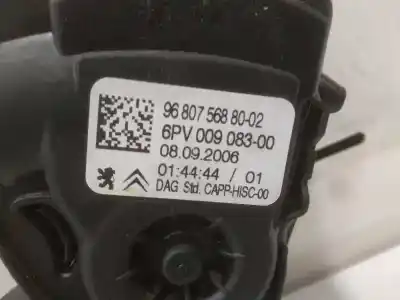 96 807 568 80-02
6PV 009 083-00
08.09.2006
01:44:44 / 01
DAG Std. CAPP-HISC-00